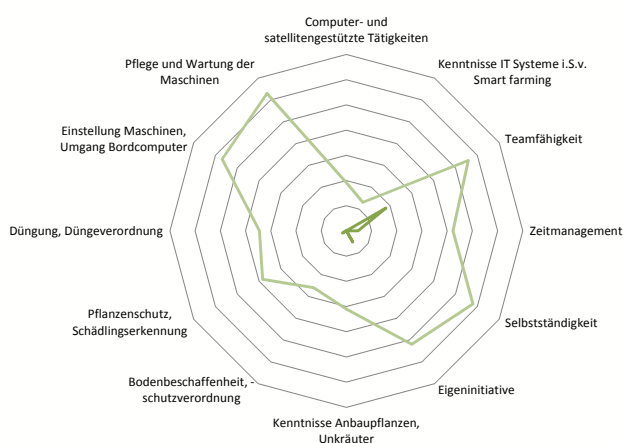 Computer- und
satellitengestützte Tätigkeiten
Kenntnisse IT Systeme i.S.v.
Smart farming
Teamfähigkeit
Zeitmanagement
Selbstständigkeit
Eigeninitiative
Kenntnisse Anbaupflanzen,
Unkräuter
Bodenbeschaffenheit, -
schutzverordnung
Pflanzenschutz,
Schädlingserkennung
Düngung, Düngeverordnung
Einstellung Maschinen,
Umgang Bordcomputer
Pflege und Wartung der
Maschinen